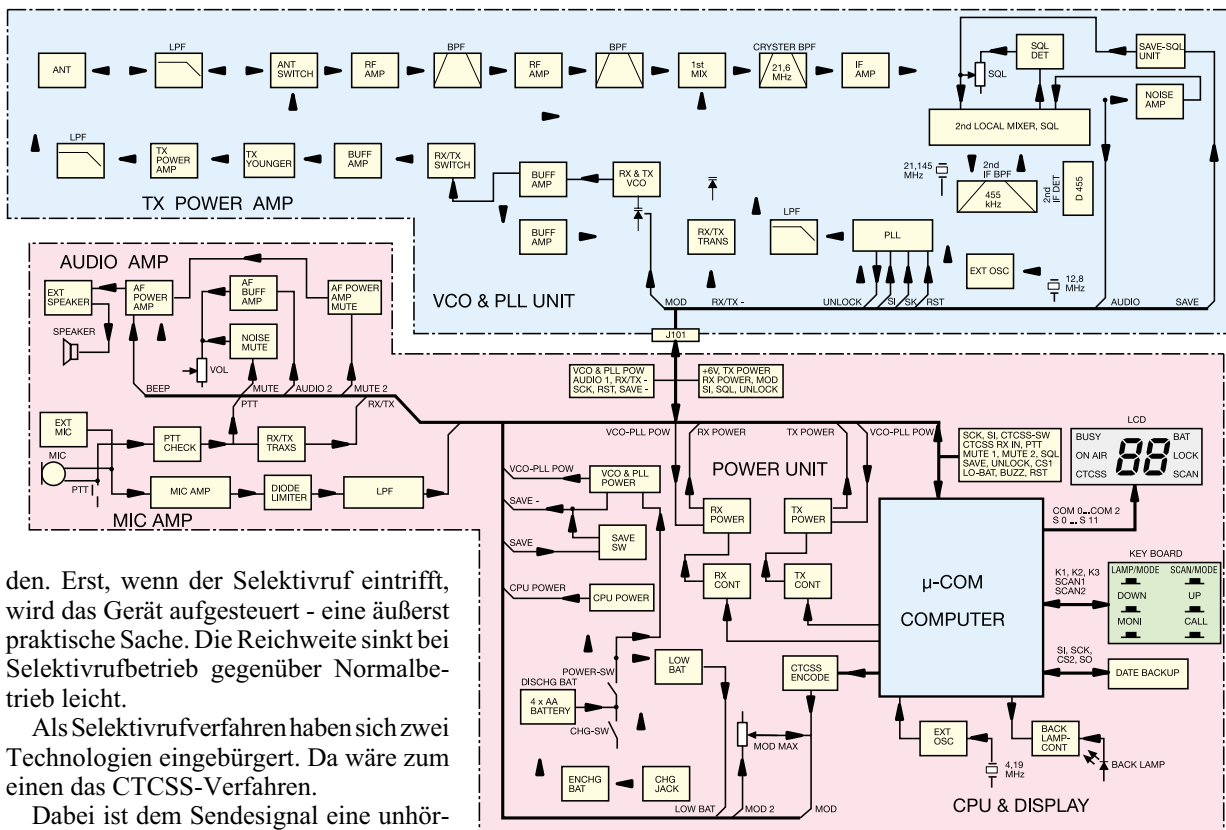 LPF
BPF
BPF
CRYSTER BPF
ANT
ANT
SWITCH
RF
AMP
RF
AMP
1st
MIX
21,6
MHz
IF
AMP
SQL
SQL
DET
SAVE-SQL
UNIT
NOISE
AMP
2nd LOCAL MIXER, SQL
LPF
TX
POWER
AMP
TX
YOUNGER
BUFF
AMP
RX/TX
SWITCH
BUFF
AMP
RX & TX
VCO
21,145
MHz
2nd
IF BPF
455
kHz
2nd
IF DET
D 455
TX POWER AMP
BUFF
AMP
RX/TX
TRANS
LPF
PLL
EXT OSC
12,8
MHz
VCO & PLL UNIT
MOD
RX/TX -
UNLOCK
SI
SK
RST
AUDIO
SAVE
J101
AUDIO AMP
EXT
SPEAKER
AF
POWER
AMP
AF
BUFF
AMP
AF POWER
AMP
MUTE
SPEAKER
NOISE
MUTE
VOL
BEEP
MUTE
AUDIO 2
MUTE 2
PTT
RX/TX
EXT
MIC
MIC
PTT
CHECK
RX/TX
TRAXS
PTT
MIC AMP
DIODE
LIMITER
LPF
MIC AMP
VCO & PLL POW
AUDIO 1, RX/TX -
SCK, RST, SAVE -
+6V, TX POWER
RX POWER, MOD
SI, SQL, UNLOCK
VCO-PLL POW
RX POWER
TX POWER
VCO-PLL POW
POWER UNIT
VCO-PLL POW
VCO & PLL
POWER
SAVE -
SAVE
SAVE
SW
CPU POWER
CPU POWER
RX
POWER
TX
POWER
RX
CONT
TX
CONT
POWER-SW
DISCHG BAT
4 x AA
BATTERY
CHG-SW
LOW
BAT
CTCSS
ENCODE
MOD MAX
ENCHG
BAT
CHG
JACK
LOW BAT
MOD 2
MOD
SCK, SI, CTCSS-SW
CTCSS RX IN, PTT
MUTE 1, MUTE 2, SQL
SAVE, UNLOCK, CS1
LO-BAT, BUZZ, RST
LCD
BUSY
ON AIR
CTCSS
88
BAT
LOCK
SCAN
COM 0...COM 2
S 0 ... S 11
µ-COM
COMPUTER
K1, K2, K3
SCAN1
SCAN2
KEY BOARD
LAMP/MODE
SCAN/MODE
DOWN
UP
MONI
CALL
SI, SCK,
CS2, SO
DATE BACKUP
EXT
OSC
4,19
MHz
BACK
LAMP-
CONT
BACK LAMP
CPU & DISPLAY
den. Erst, wenn der Selektivruf eintrifft,
wird das Gerät aufgesteuert - eine äußerst
praktische Sache. Die Reichweite sinkt bei
Selektivrufbetrieb gegenüber Normalbe-
trieb leicht.
Als Selektivrufverfahren haben sich zwei
Technologien eingebürgert. Da wäre zum
einen das CTCSS-Verfahren.
Dabei ist dem Sendesignal eine unhör-